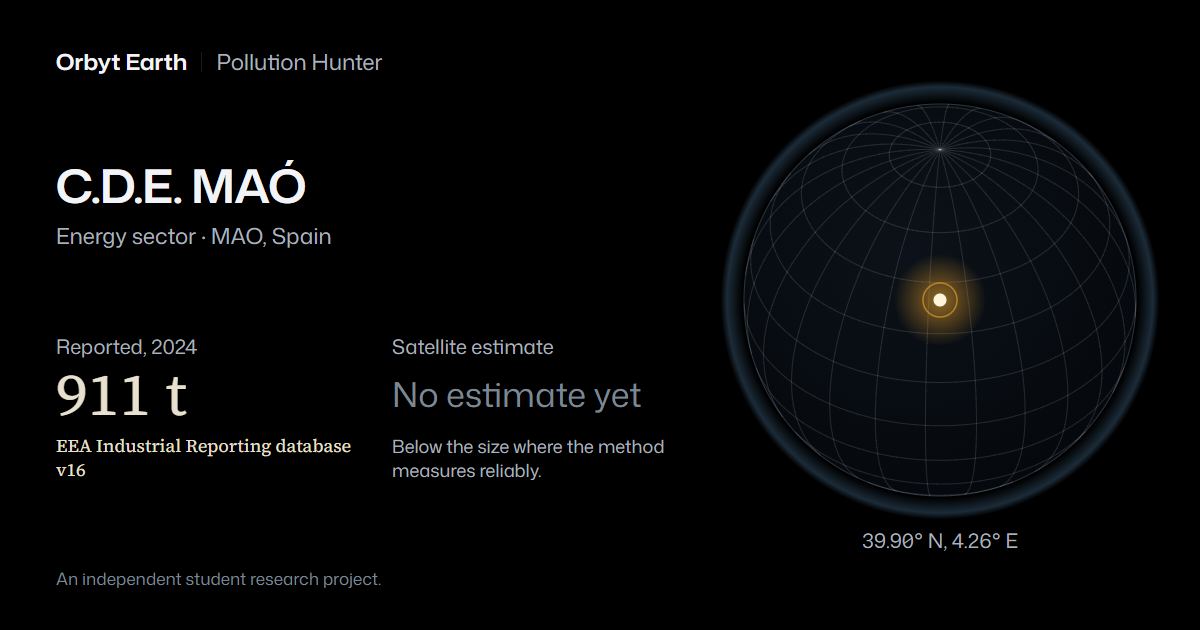 Orbyt Earth | Pollution Hunter
C.D.E. MAÓ
Energy sector · MAO, Spain
Reported, 2024
911 t
EEA Industrial Reporting database
v16
Satellite estimate
No estimate yet
Below the size where the method
measures reliably.
39.90° N, 4.26° E
An independent student research project.